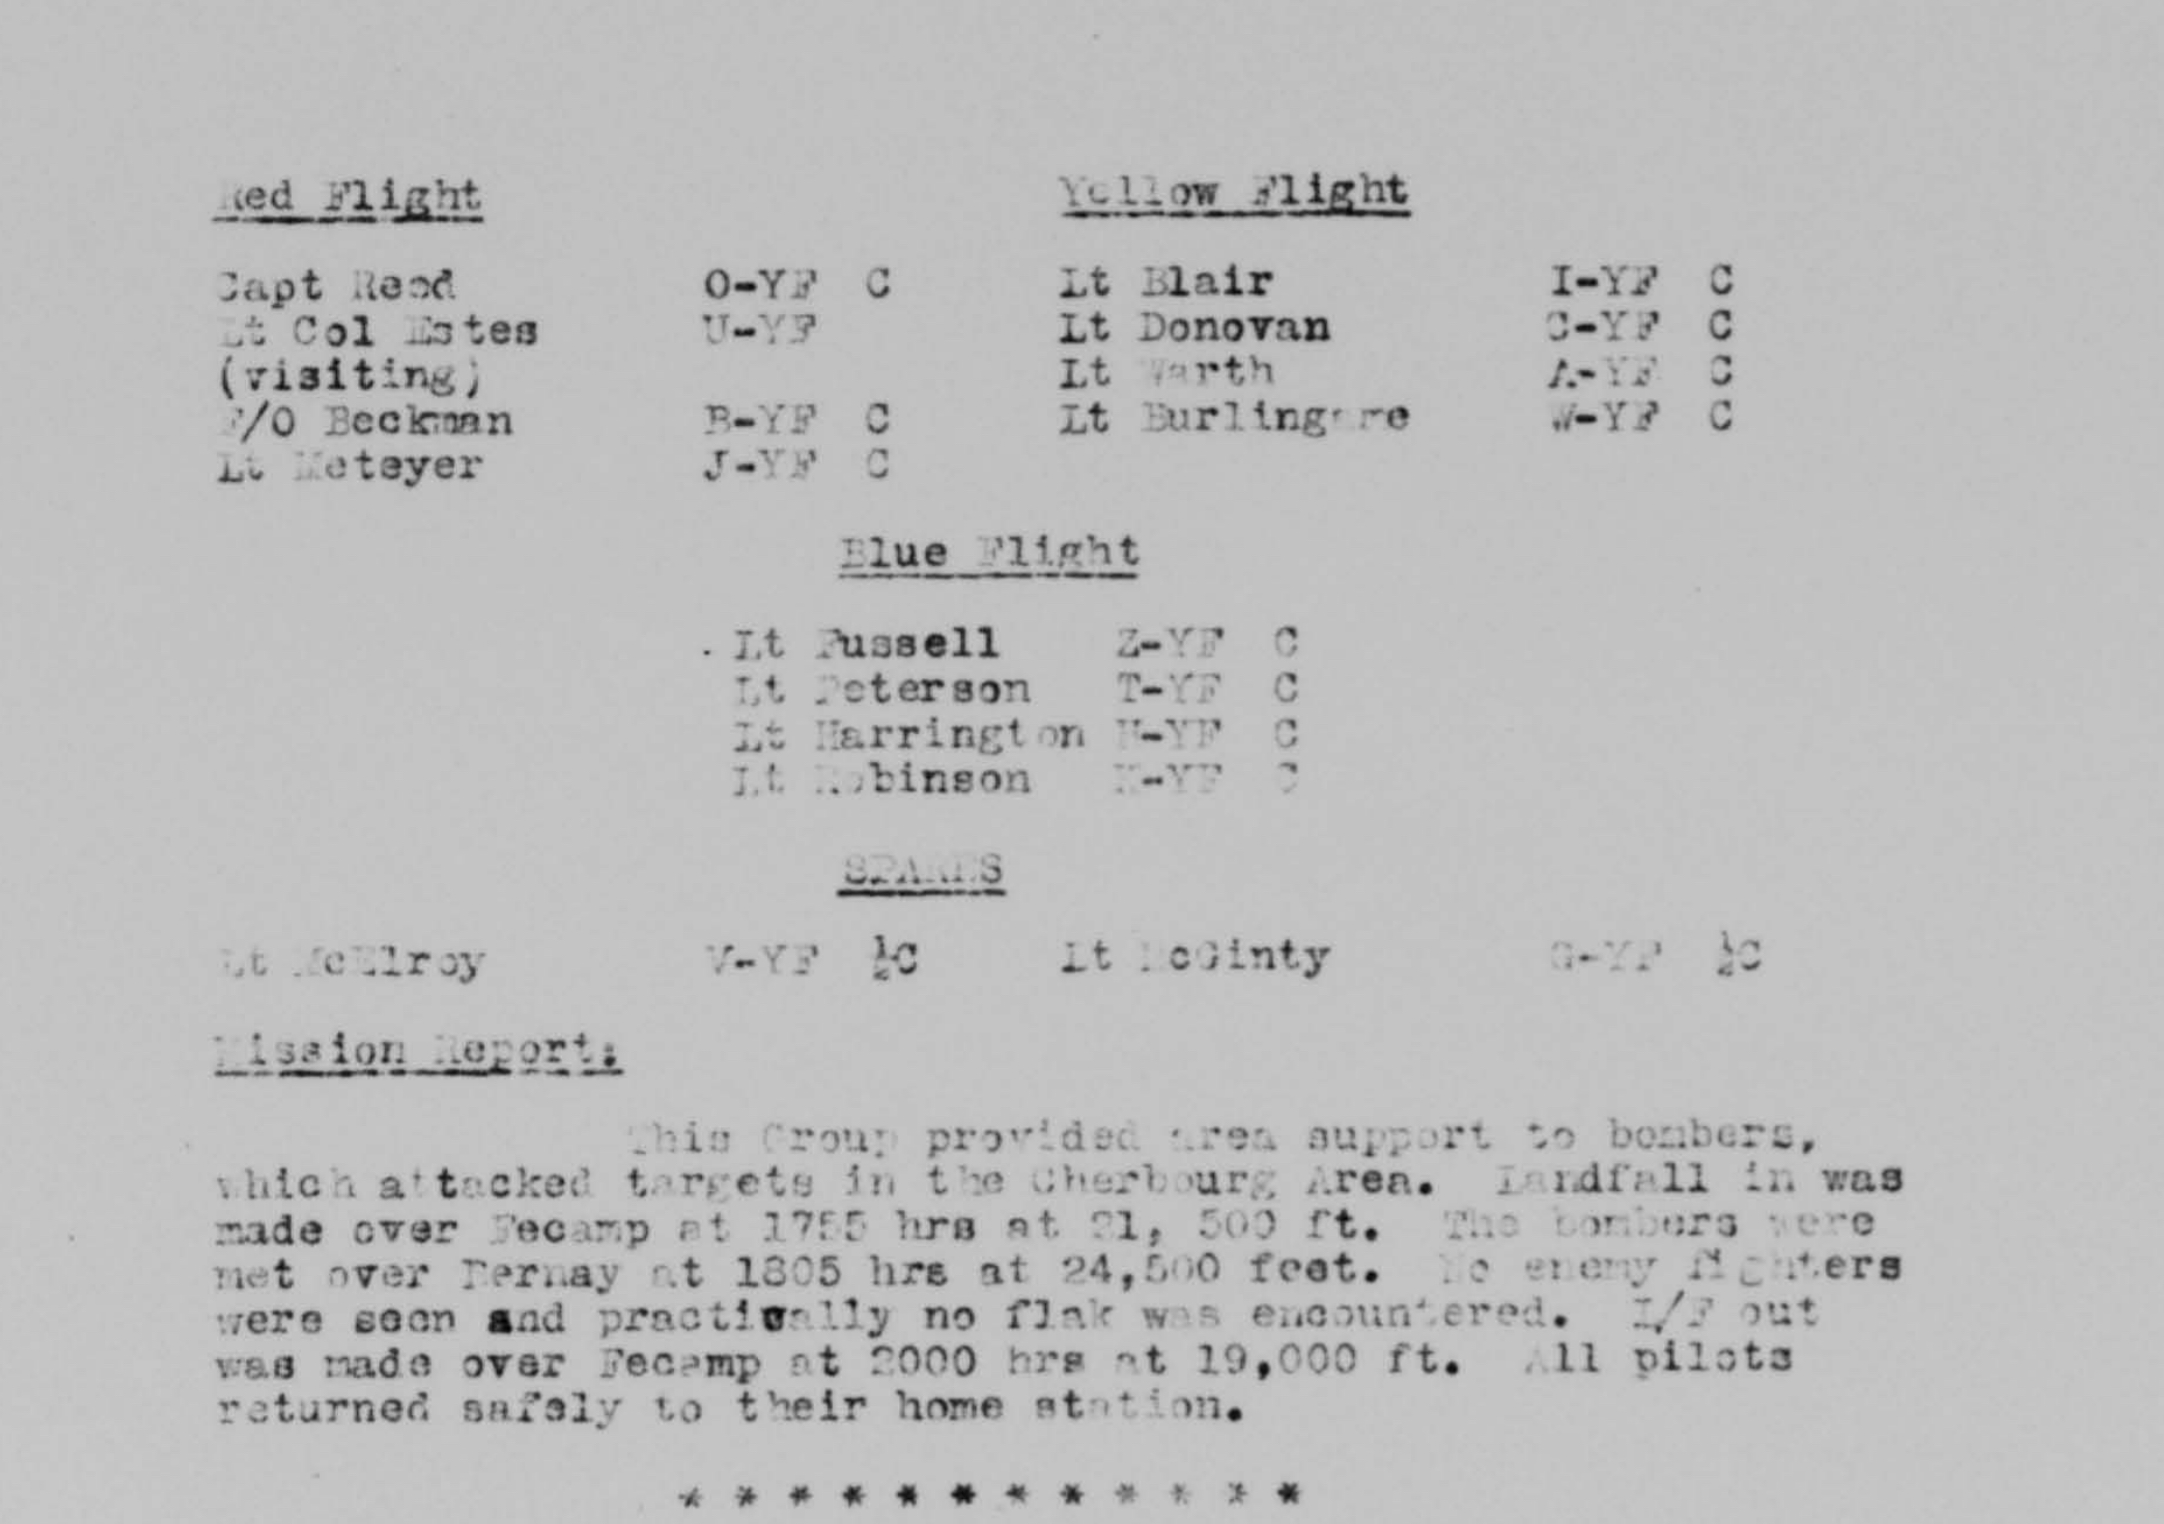 Red Flight Yellow Flight
Capt Reed O-YF C Lt Blair I-YF C
Lt Col Estes U-YF Lt Donovan C-YF C
(visiting) Lt Warth A-YF C
F/O Beckman B-YF C Lt Burlingame W-YF C
Lt Meteyer J-YF C
Blue Flight
Lt Fussell Z-YF C
Lt Peterson T-YF C
Lt Harrington H-YF C
Lt Robinson K-YF C
SPARES
Lt McElroy V-YF ½C Lt McGinty G-YF ½C
Mission Report:
This Group provided area support to bombers,
which attacked targets in the Cherbourg Area. Landfall in was
made over Fecamp at 1755 hrs at 21, 500 ft. The bombers were
met over Bernay at 1805 hrs at 24,500 feet. No enemy fighters
were seen and practically no flak was encountered. L/F out
was made over Fecamp at 2000 hrs at 19,000 ft. All pilots
returned safely to their home station.
* * * * * * * * * * * *